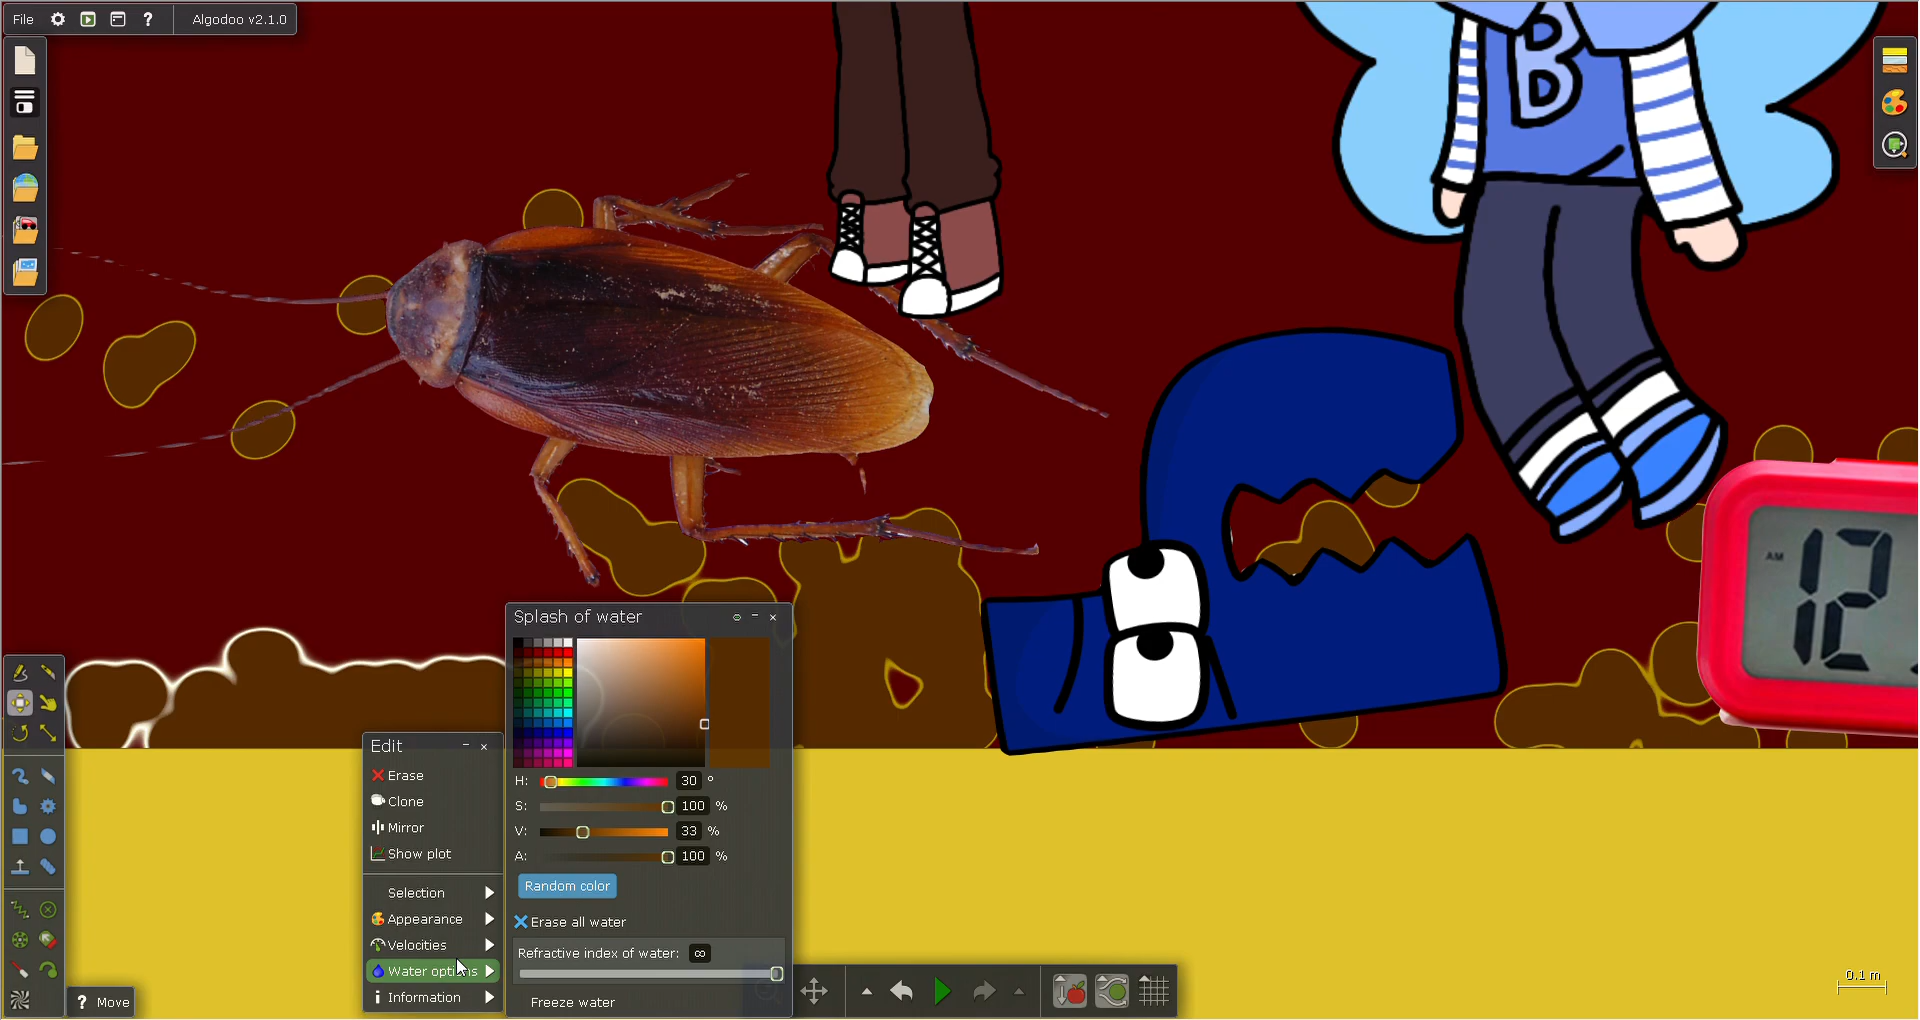 File
?
Algodoo v2.1.0
B
AM
12
Splash of water
H: 30 °
S: 100 %
V: 33 %
A: 100 %
Random color
Erase all water
Refractive index of water: ∞
Freeze water
Edit
Erase
Clone
Mirror
Show plot
Selection
Appearance
Velocities
Information
? Move
0.1 m